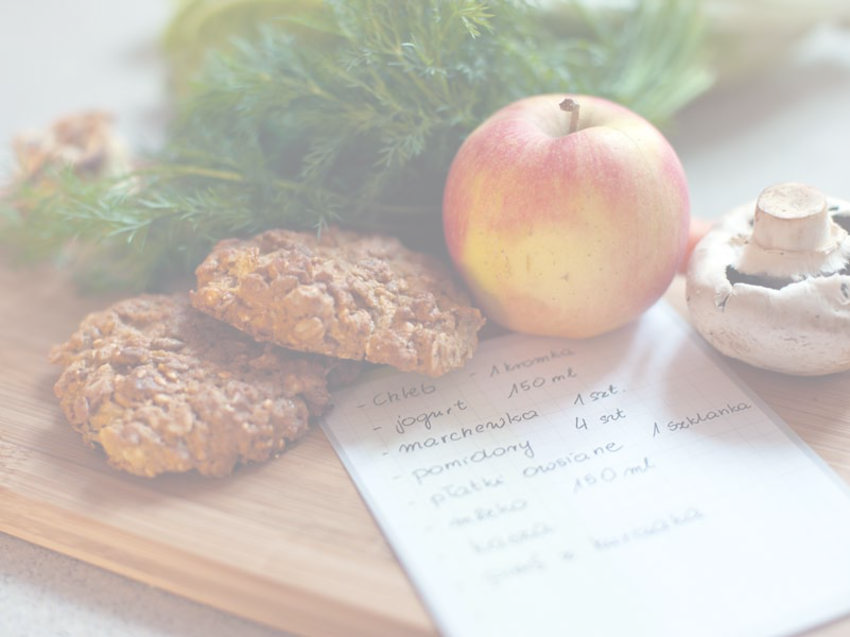 - Chleb - 1 kromka
- jogurt 150 ml
- marchewka 1 szt.
- pomidory 4 szt
- płatki owsiane 1 szklanka
- mleko 150 ml